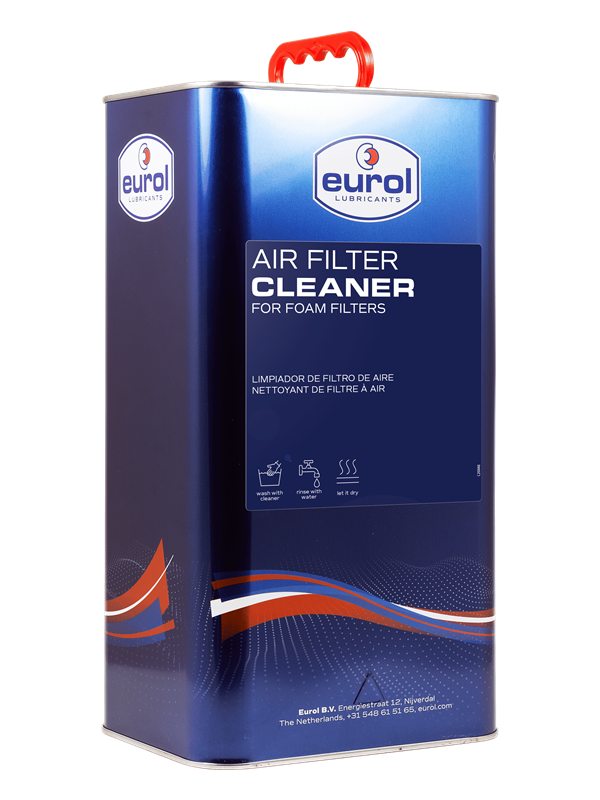 eurol
LUBRICANTS
eurol
LUBRICANTS
AIR FILTER
CLEANER
FOR FOAM FILTERS
LIMPIADOR DE FILTRO DE AIRE
NETTOYANT DE FILTRE À AIR
wash with
cleaner
rinse with
water
let it dry
Eurol B.V. Energiestraat 12, Nijverdal
The Netherlands, +31 548 61 51 65, eurol.com